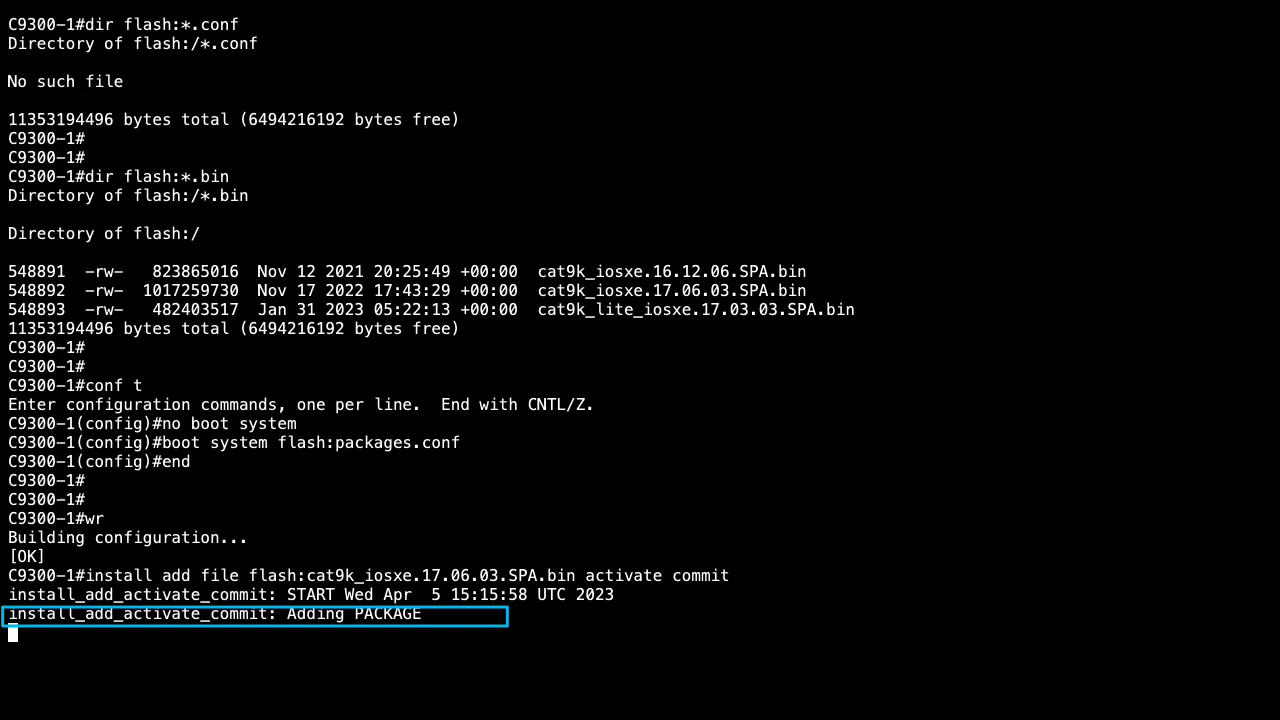 C9300-1#dir flash:*.conf
Directory of flash:/*.conf
No such file
11353194496 bytes total (6494216192 bytes free)
C9300-1#
C9300-1#
C9300-1#dir flash:*.bin
Directory of flash:/*.bin
Directory of flash:/
548891  -rw-   823865016  Nov 12 2021 20:25:49 +00:00  cat9k_iosxe.16.12.06.SPA.bin
548892  -rw-  1017259730  Nov 17 2022 17:43:29 +00:00  cat9k_iosxe.17.06.03.SPA.bin
548893  -rw-   482403517  Jan 31 2023 05:22:13 +00:00  cat9k_lite_iosxe.17.03.03.SPA.bin
11353194496 bytes total (6494216192 bytes free)
C9300-1#
C9300-1#
C9300-1#conf t
Enter configuration commands, one per line.  End with CNTL/Z.
C9300-1(config)#no boot system
C9300-1(config)#boot system flash:packages.conf
C9300-1(config)#end
C9300-1#
C9300-1#
C9300-1#wr
Building configuration...
[OK]
C9300-1#install add file flash:cat9k_iosxe.17.06.03.SPA.bin activate commit
install_add_activate_commit: START Wed Apr  5 15:15:58 UTC 2023
install_add_activate_commit: Adding PACKAGE